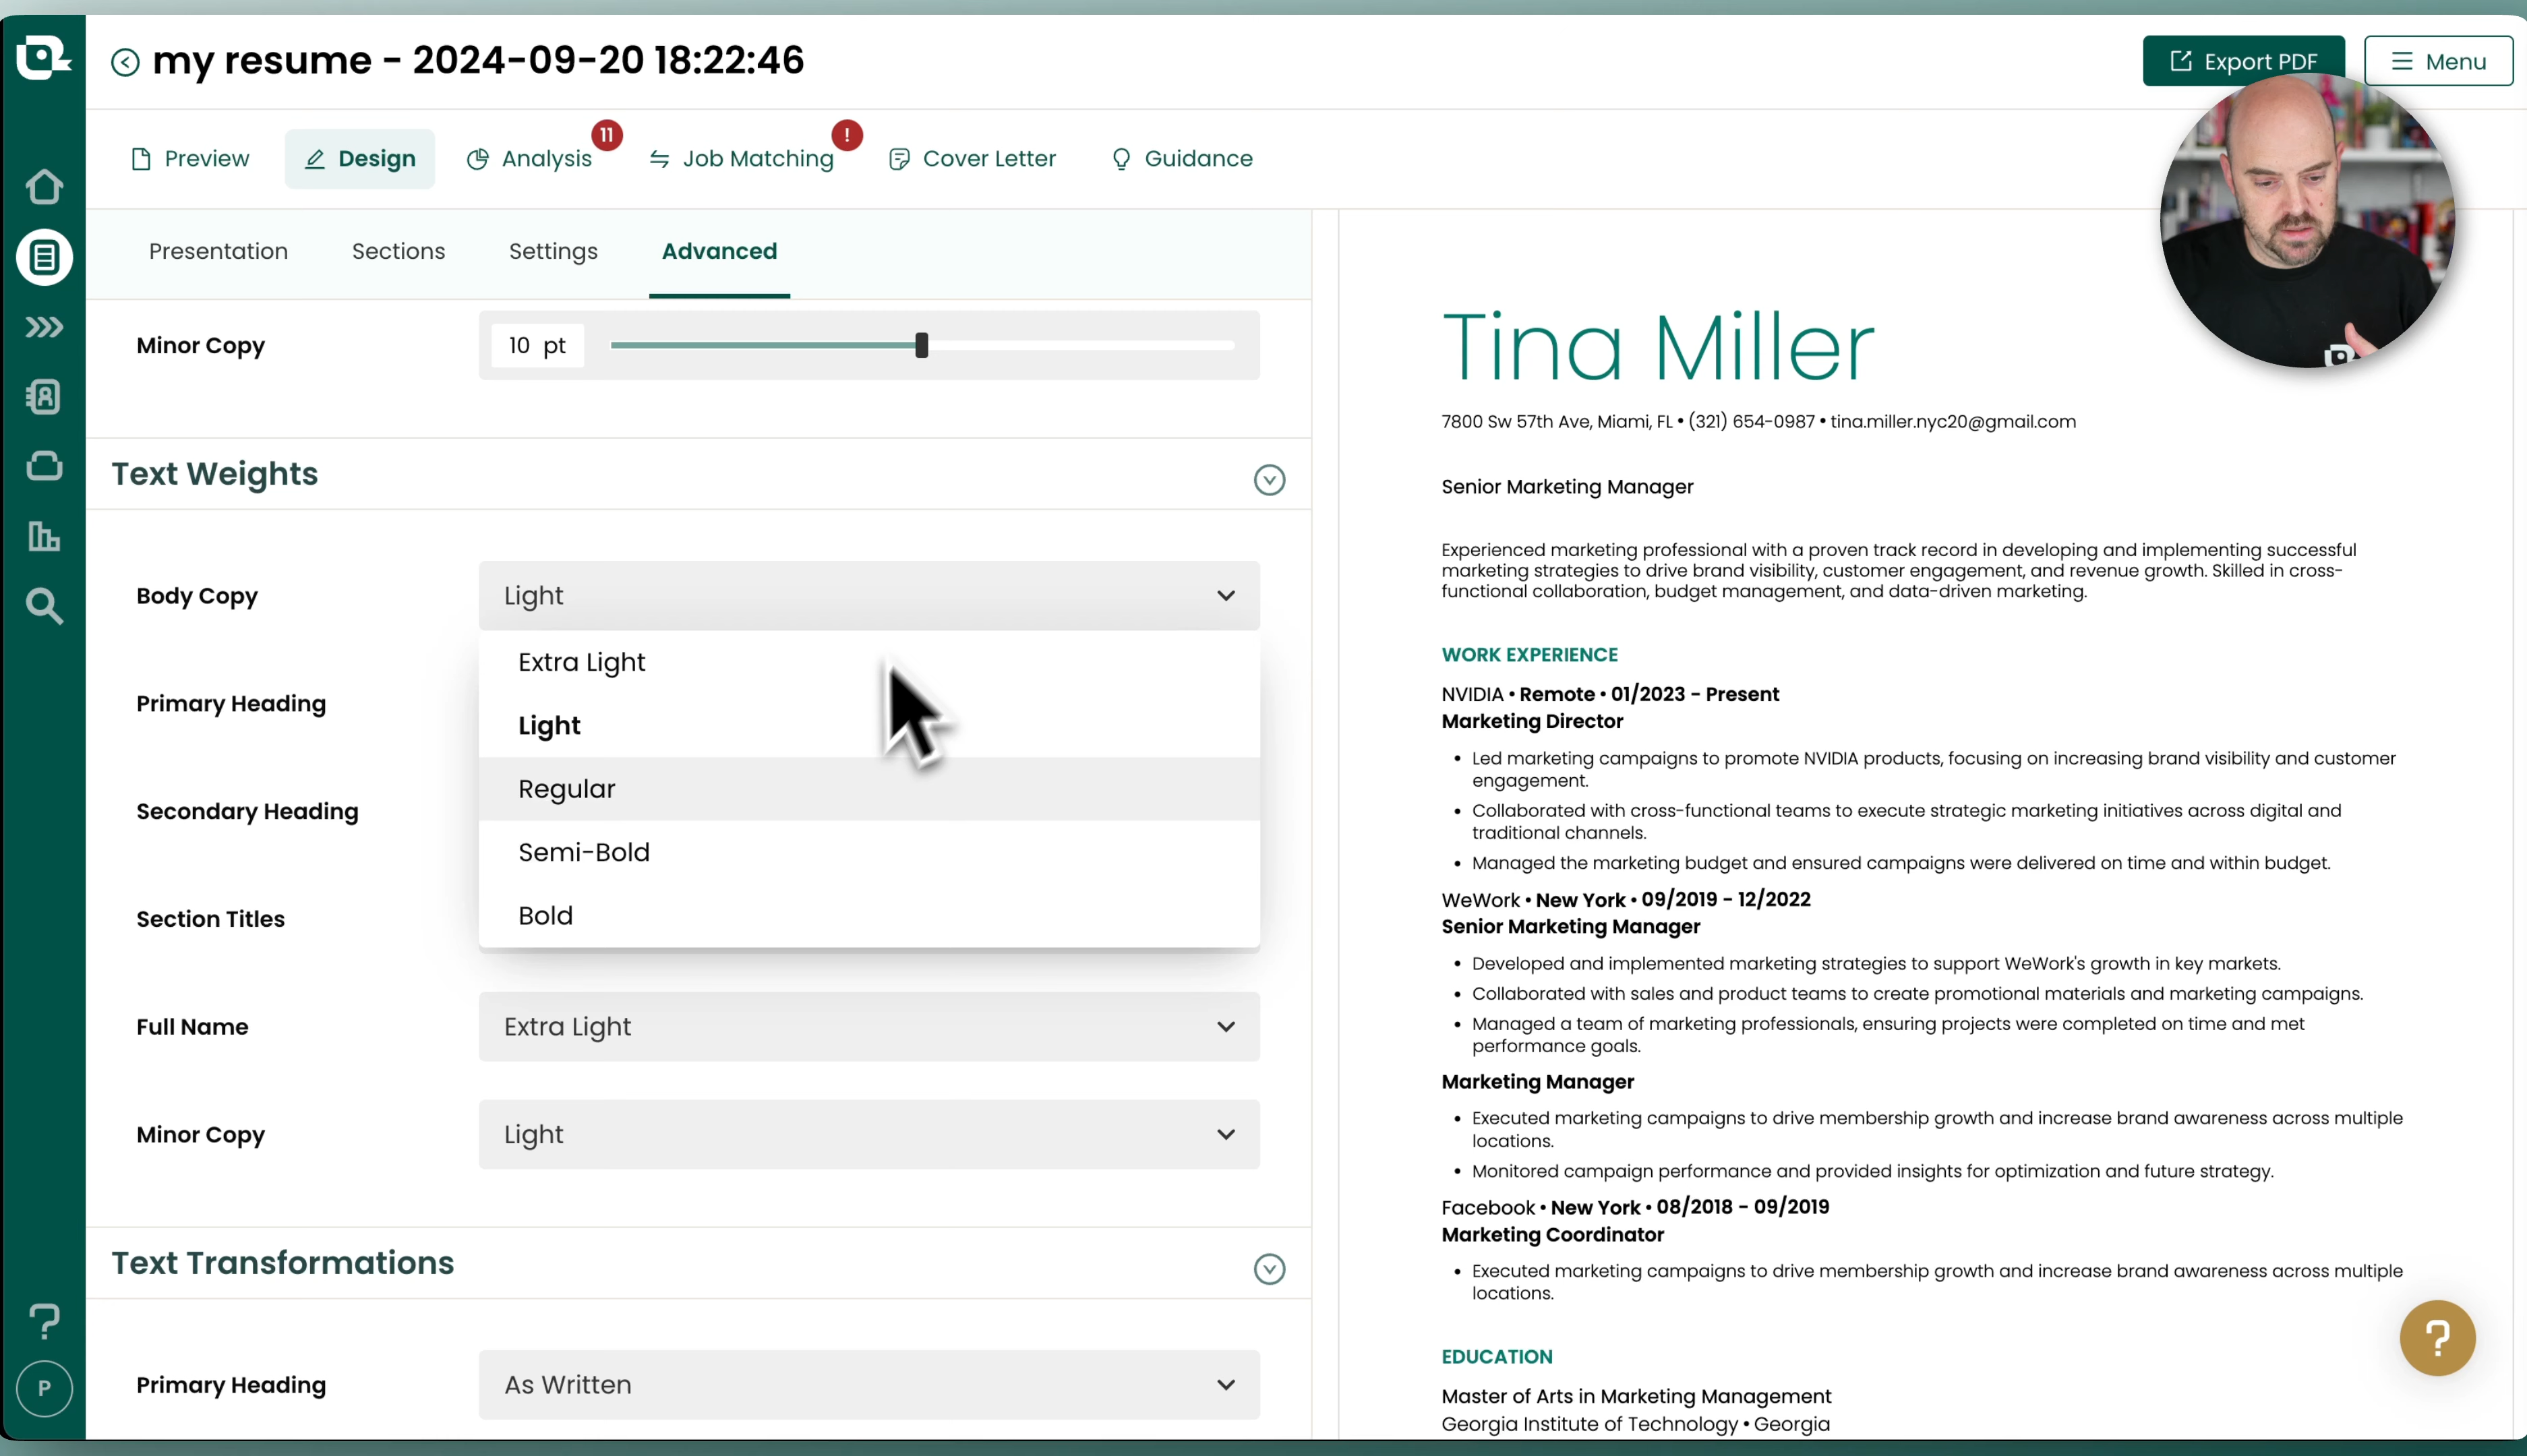 my resume - 2024-09-20 18:22:46
Export PDF
Menu
Preview
Design
Analysis
11
Job Matching
!
Cover Letter
Guidance
Presentation
Sections
Settings
Advanced
Minor Copy
10 pt
Text Weights
Body Copy
Light
Extra Light
Light
Regular
Semi-Bold
Bold
Primary Heading
Secondary Heading
Section Titles
Full Name
Extra Light
Minor Copy
Light
Text Transformations
Primary Heading
As Written
?
P
Tina Miller
7800 Sw 57th Ave, Miami, FL • (321) 654-0987 • tina.miller.nyc20@gmail.com
Senior Marketing Manager
Experienced marketing professional with a proven track record in developing and implementing successful
marketing strategies to drive brand visibility, customer engagement, and revenue growth. Skilled in cross-
functional collaboration, budget management, and data-driven marketing.
WORK EXPERIENCE
NVIDIA • Remote • 01/2023 - Present
Marketing Director
• Led marketing campaigns to promote NVIDIA products, focusing on increasing brand visibility and customer
engagement.
• Collaborated with cross-functional teams to execute strategic marketing initiatives across digital and
traditional channels.
• Managed the marketing budget and ensured campaigns were delivered on time and within budget.
WeWork • New York • 09/2019 - 12/2022
Senior Marketing Manager
• Developed and implemented marketing strategies to support WeWork's growth in key markets.
• Collaborated with sales and product teams to create promotional materials and marketing campaigns.
• Managed a team of marketing professionals, ensuring projects were completed on time and met
performance goals.
Marketing Manager
• Executed marketing campaigns to drive membership growth and increase brand awareness across multiple
locations.
• Monitored campaign performance and provided insights for optimization and future strategy.
Facebook • New York • 08/2018 - 09/2019
Marketing Coordinator
• Executed marketing campaigns to drive membership growth and increase brand awareness across multiple
locations.
EDUCATION
Master of Arts in Marketing Management
Georgia Institute of Technology • Georgia
?